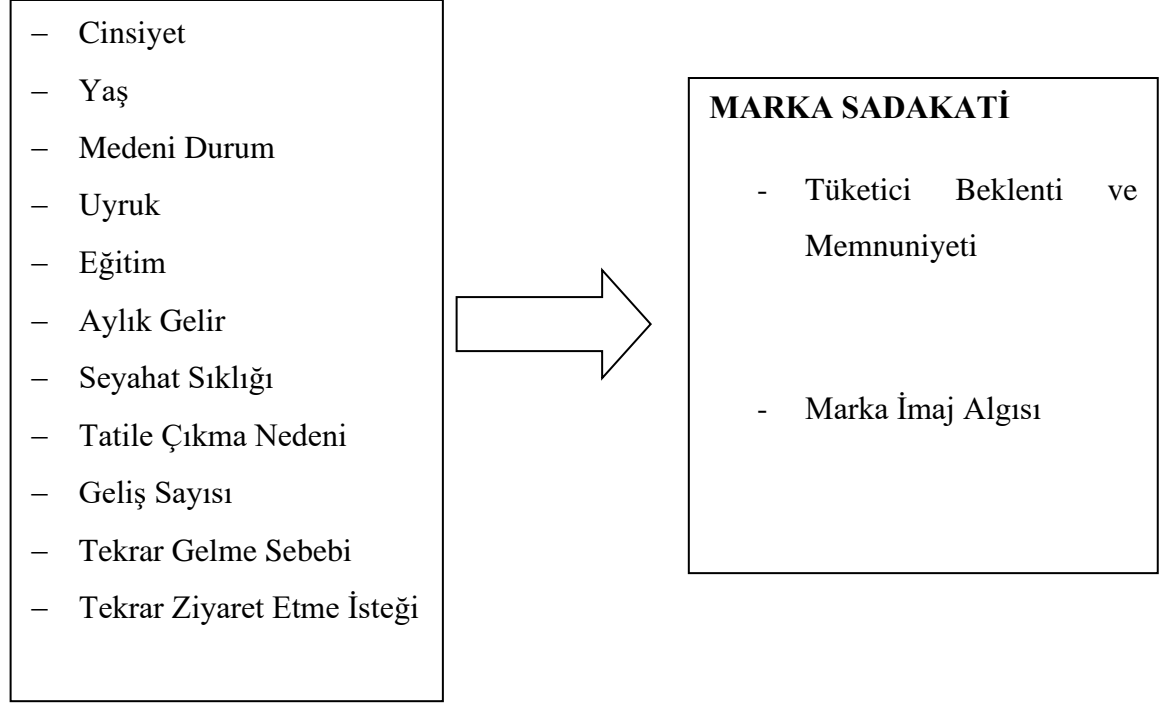 – Cinsiyet
– Yaş
– Medeni Durum
– Uyruk
– Eğitim
– Aylık Gelir
– Seyahat Sıklığı
– Tatile Çıkma Nedeni
– Geliş Sayısı
– Tekrar Gelme Sebebi
– Tekrar Ziyaret Etme İsteği
MARKA SADAKATİ
- Tüketici Beklenti ve
Memnuniyeti
- Marka İmaj Algısı